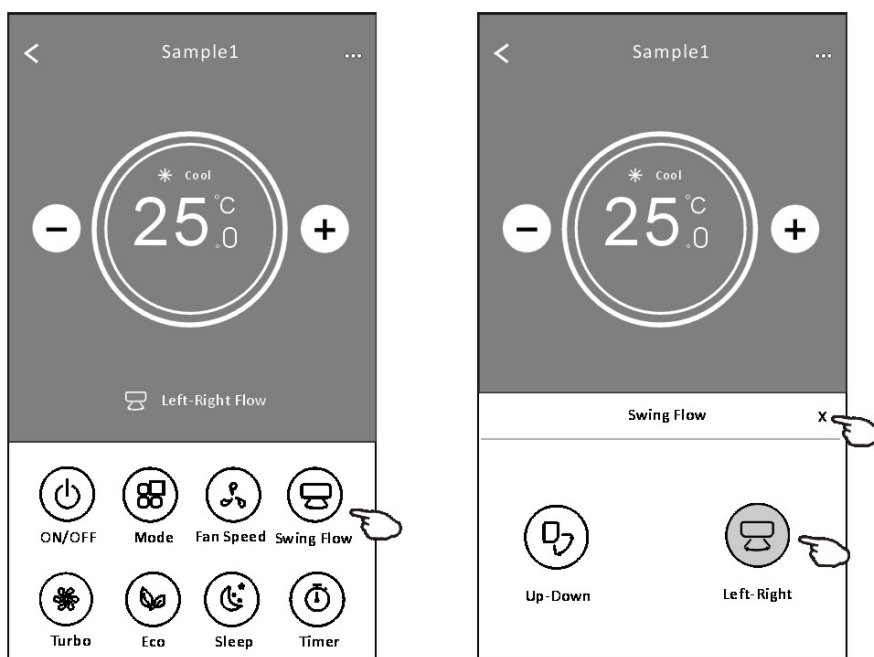 Sample1
...
Cool
25.0°C
Left-Right Flow
ON/OFF Mode Fan Speed Swing Flow
Turbo Eco Sleep Timer
Sample1
...
Cool
25.0°C
Swing Flow X
Up-Down Left-Right